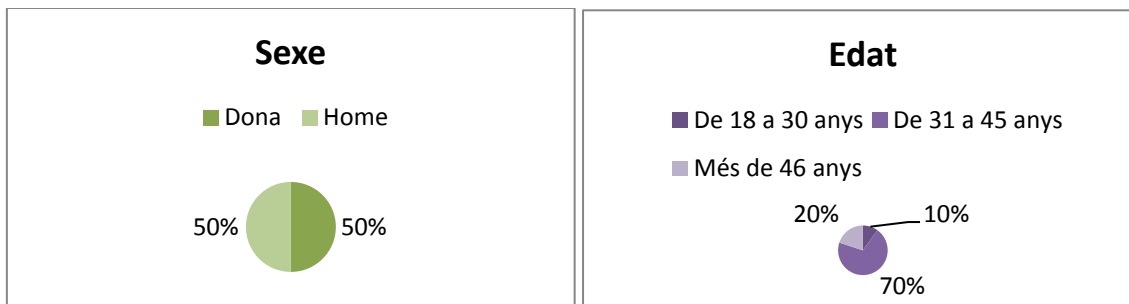 Sexe
Dona Home
50% 50%
Edat
De 18 a 30 anys De 31 a 45 anys
Més de 46 anys
20% 10%
70%